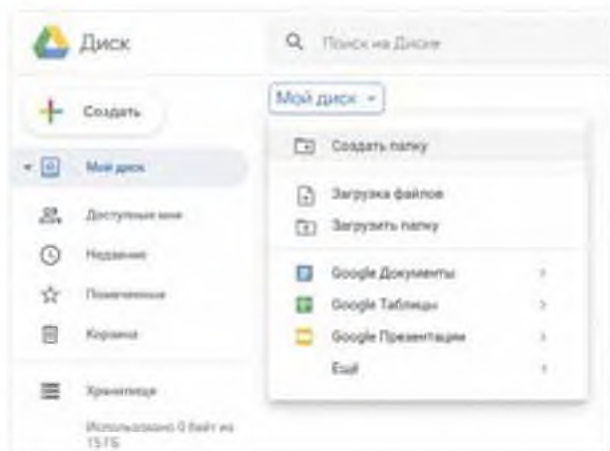 Диск
Поиск на Диске
Создать
Мой диск
Мой диск
Создать папку
Доступные мне
Загрузка файлов
Загрузить папку
Недавние
Помеченные
Google Документы
Google Таблицы
Корзина
Google Презентации
Ещё
Хранилище
Использовано 0 байт из
15 ГБ